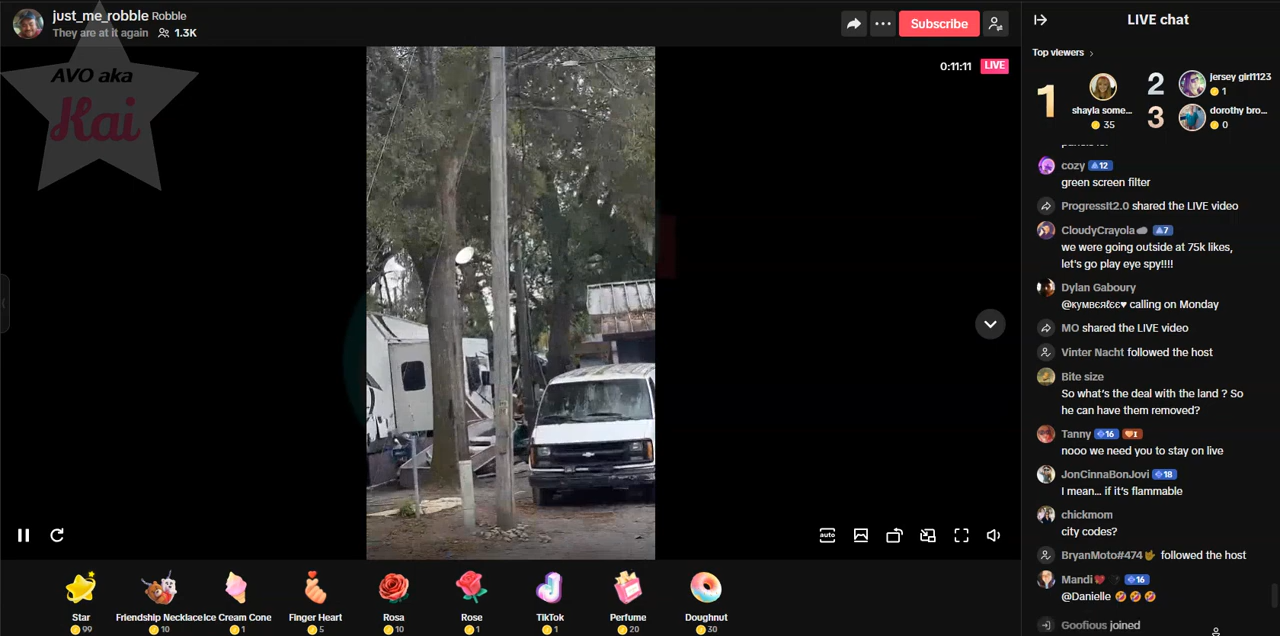 just_me_robble Robble
They are at it again 1.3K
Subscribe
AVO aka
Kai
0:11:11 LIVE
auto
Star
99
Friendship Necklace
10
Ice Cream Cone
1
Finger Heart
5
Rosa
10
Rose
1
TikTok
1
Perfume
20
Doughnut
30
LIVE chat
Top viewers
1
shayla some...
35
2
jersey girl1123
1
3
dorothy bro...
0
cozy 12
green screen filter
ProgressIt2.0 shared the LIVE video
CloudyCrayola 7
we were going outside at 75k likes,
let's go play eye spy!!!!
Dylan Gaboury
@кумвєяℓєє♥ calling on Monday
MO shared the LIVE video
Vinter Nacht followed the host
Bite size
So what's the deal with the land ? So
he can have them removed?
Tanny 16 I
nooo we need you to stay on live
JonCinnaBonJovi 18
I mean... if it's flammable
chickmom
city codes?
BryanMoto#474🤟 followed the host
Mandi 16
@Danielle 🤣🤣🤣
Goofious joined